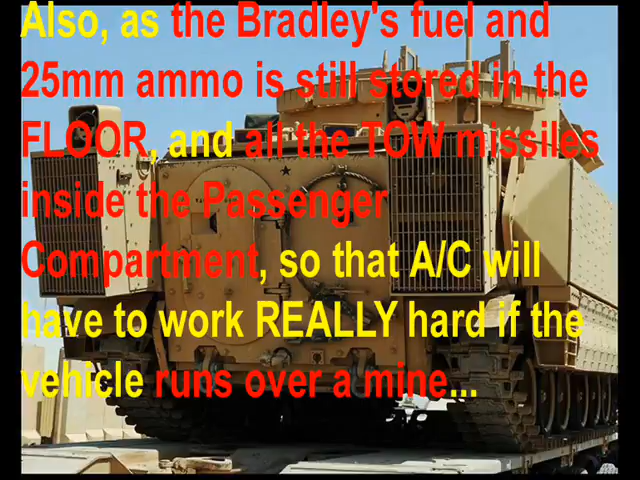 Also, as the Bradley's fuel and
25mm ammo is still stored in the
FLOOR, and all the TOW missiles
inside the Passenger
Compartment, so that A/C will
have to work REALLY hard if the
vehicle runs over a mine...